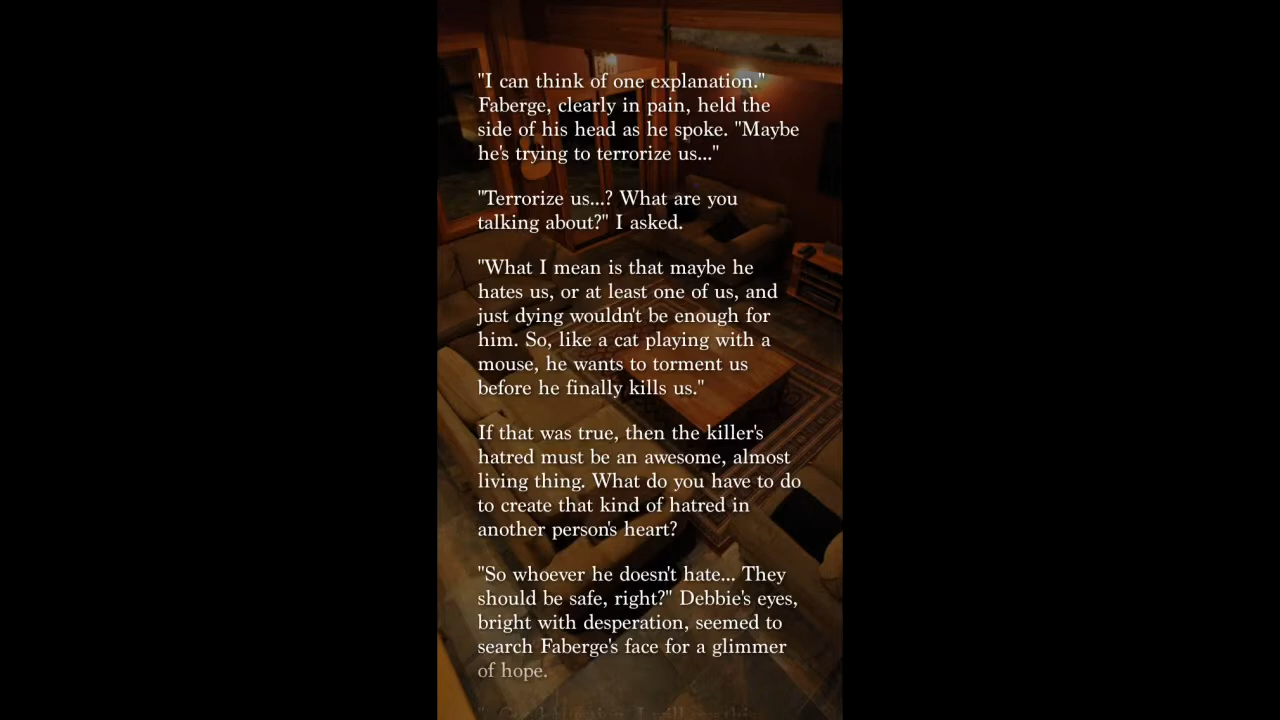 "I can think of one explanation."
Faberge, clearly in pain, held the
side of his head as he spoke. "Maybe
he's trying to terrorize us..."
"Terrorize us...? What are you
talking about?" I asked.
"What I mean is that maybe he
hates us, or at least one of us, and
just dying wouldn't be enough for
him. So, like a cat playing with a
mouse, he wants to torment us
before he finally kills us."
If that was true, then the killer's
hatred must be an awesome, almost
living thing. What do you have to do
to create that kind of hatred in
another person's heart?
"So whoever he doesn't hate... They
should be safe, right?" Debbie's eyes,
bright with desperation, seemed to
search Faberge's face for a glimmer
of hope.